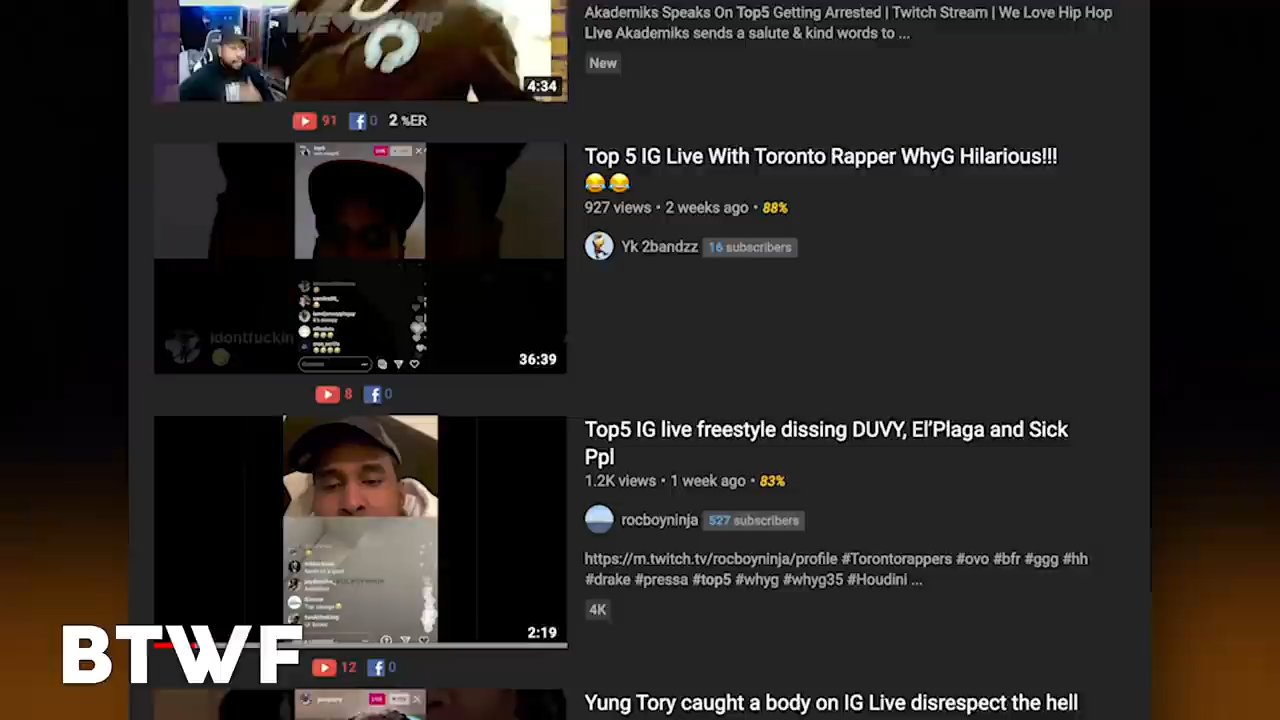 WE HIP HOP
Akademiks Speaks On Top5 Getting Arrested | Twitch Stream | We Love Hip Hop
Live Akademiks sends a salute & kind words to ...
New
4:34
91 0 2 %ER
Top 5 IG Live With Toronto Rapper WhyG Hilarious!!!
😂😂
927 views • 2 weeks ago • 88%
Yk 2bandzz 16 subscribers
idontfuckin
36:39
8 0
Top5 IG live freestyle dissing DUVY, El’Plaga and Sick
Ppl
1.2K views • 1 week ago • 83%
rocboyninja 527 subscribers
https://m.twitch.tv/rocboyninja/profile #Torontorappers #ovo #bfr #ggg #hh
#drake #pressa #top5 #whyg #whyg35 #Houdini ...
4K
2:19
BTWF
12 0
Yung Tory caught a body on IG Live disrespect the hell